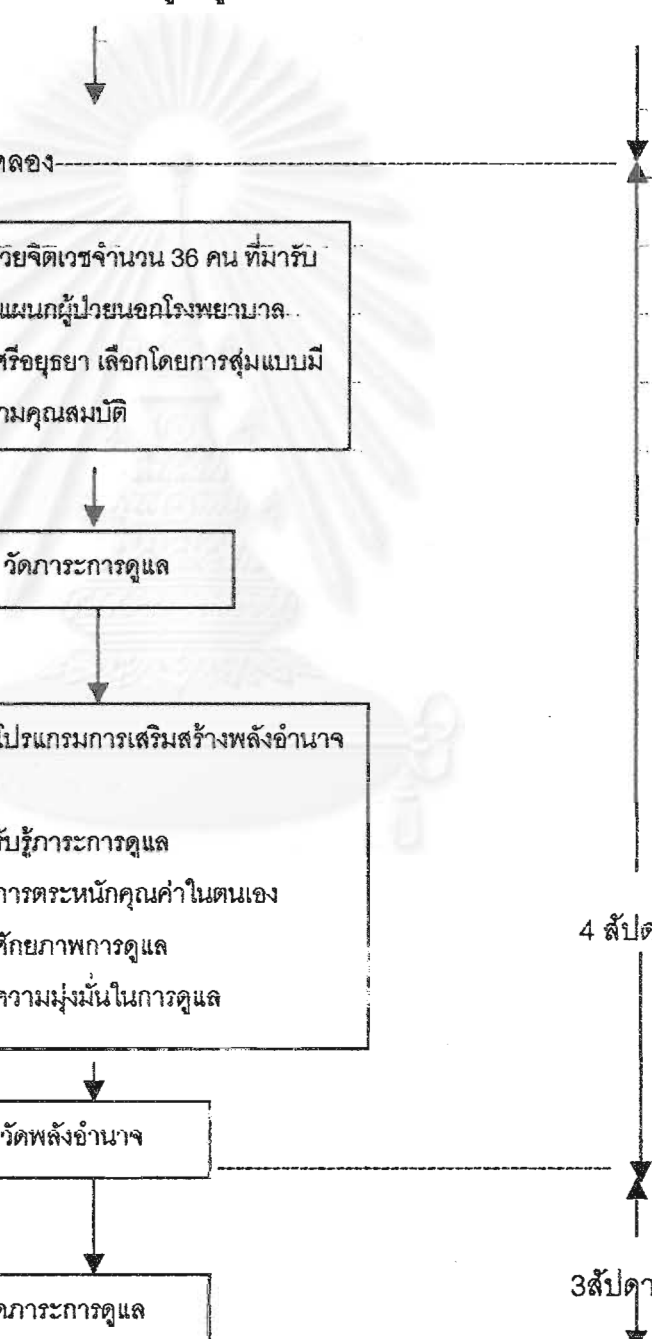 ทลอง
วยจิตเวชจำนวน 36 คน ที่มารับ
แผนกผู้ป่วยนอกโรงพยาบาล
ศรีอยุธยา เลือกโดยการสุ่มแบบมี
ามคุณสมบัติ
วัดภาระการดูแล
โปรแกรมการเสริมสร้างพลังอำนาจ
รับรู้ภาระการดูแล
การตระหนักคุณค่าในตนเอง
ศักยภาพการดูแล
ความมุ่งมั่นในการดูแล
4 สัปด
วัดพลังอำนาจ
3สัปดา
ัดภาระการดูแล